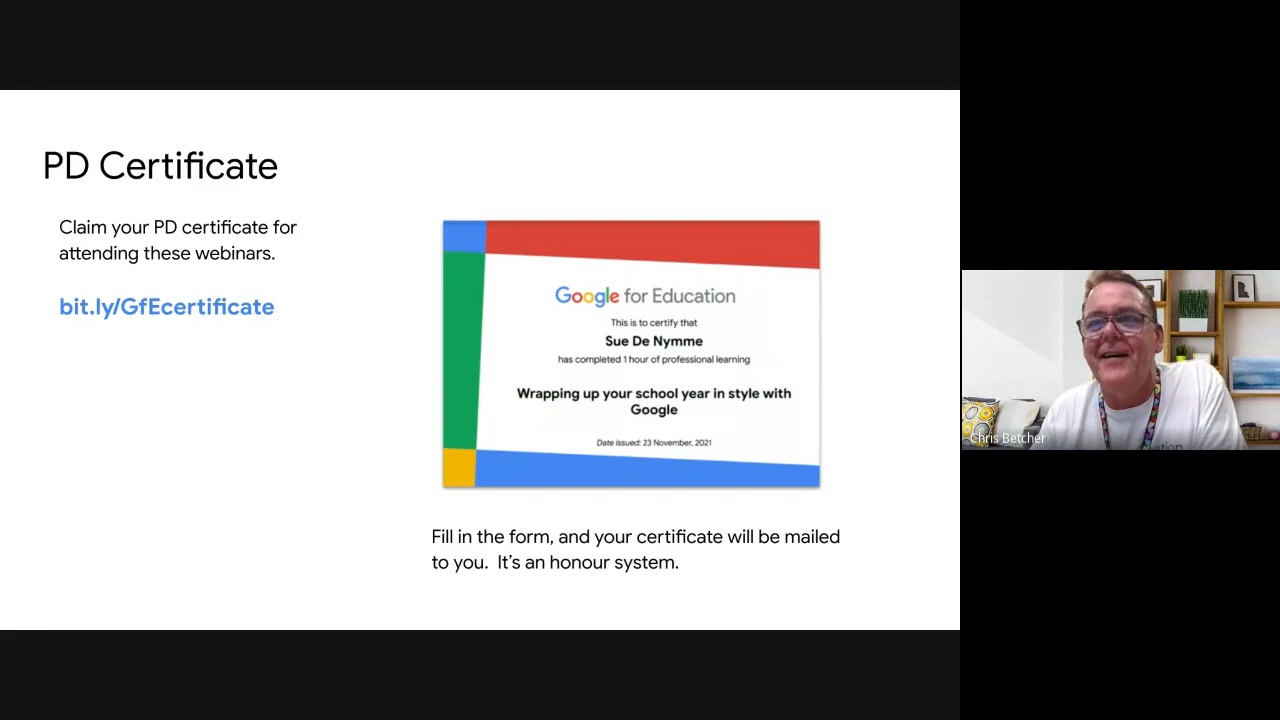 PD Certificate
Claim your PD certificate for
attending these webinars.
bit.ly/GfEcertificate
Google for Education
This is to certify that
Sue De Nymme
has completed 1 hour of professional learning
Wrapping up your school year in style with
Google
Date issued: 23 November, 2021
Fill in the form, and your certificate will be mailed
to you.  It’s an honour system.
Chris Betcher